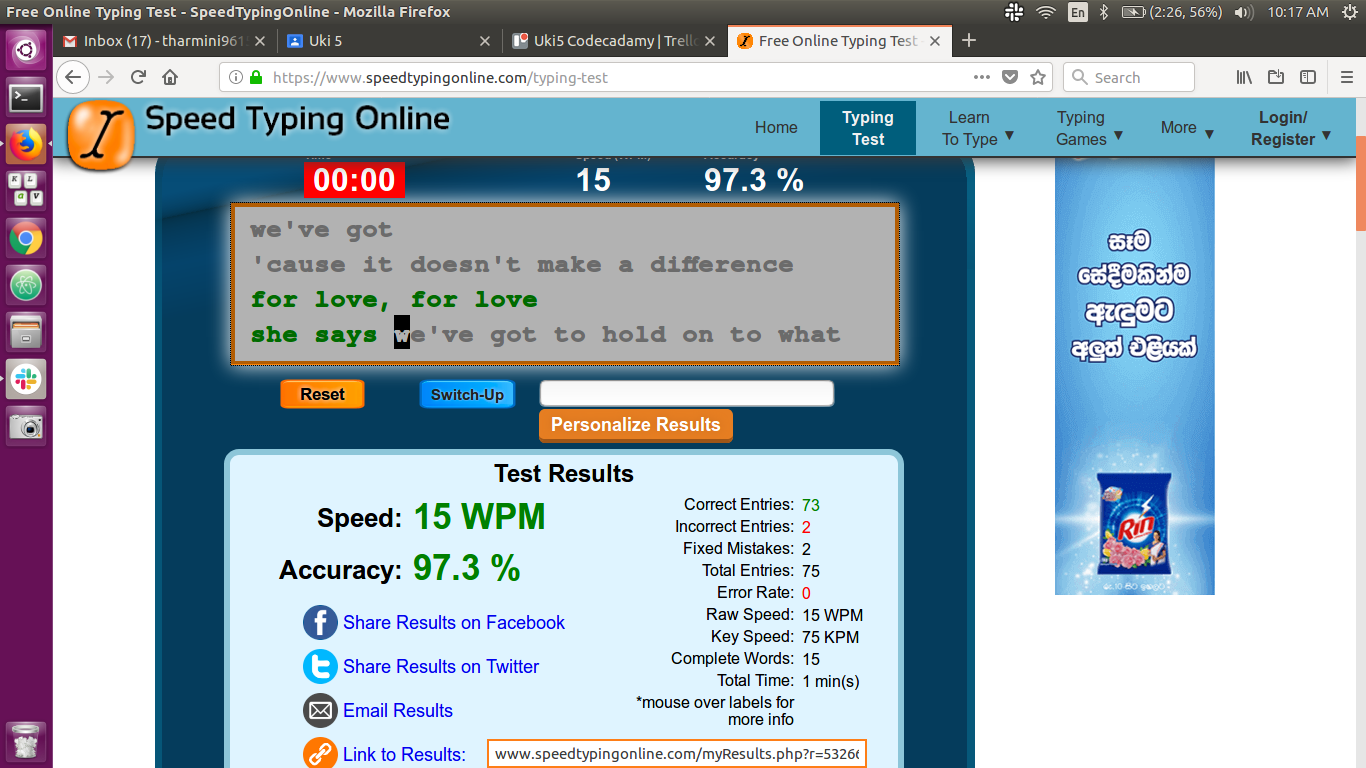 Free Online Typing Test - SpeedTypingOnline - Mozilla Firefox
En
(2:26, 56%)
10:17 AM
Inbox (17) - tharmini961
Uki 5
Uki5 Codecadamy | Trell
Free Online Typing Test
https://www.speedtypingonline.com/typing-test
Search
Speed Typing Online
Home
Typing
Test
Learn
To Type ▼
Typing
Games ▼
More ▼
Login/
Register ▼
00:00
15
97.3 %
we've got
'cause it doesn't make a difference
for love, for love
she says we've got to hold on to what
Reset
Switch-Up
Personalize Results
Test Results
Speed: 15 WPM
Accuracy: 97.3 %
Share Results on Facebook
Share Results on Twitter
Email Results
Link to Results: www.speedtypingonline.com/myResults.php?r=5326
Correct Entries: 73
Incorrect Entries: 2
Fixed Mistakes: 2
Total Entries: 75
Error Rate: 0
Raw Speed: 15 WPM
Key Speed: 75 KPM
Complete Words: 15
Total Time: 1 min(s)
*mouse over labels for
more info
සෑම
සේදීමකින්ම
ඇඳුමට
අලුත් එළියක්
Rin